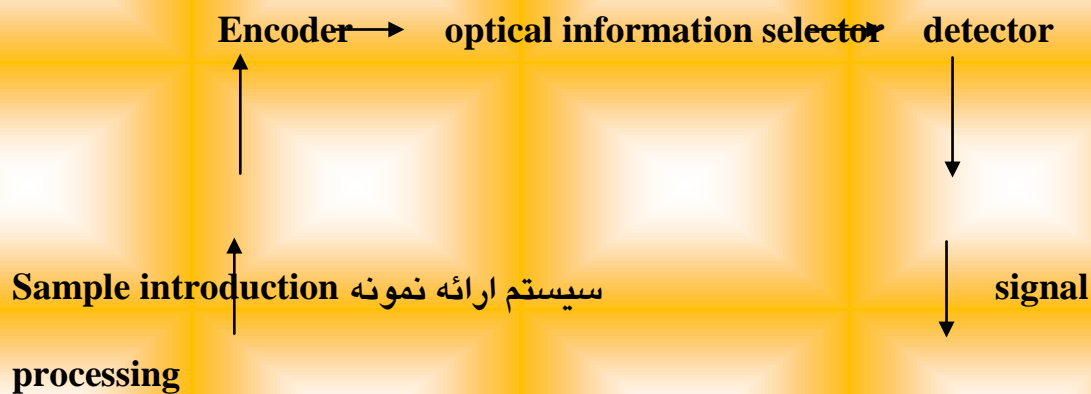 Encoder optical information selector detector
Sample introduction سیستم ارائه نمونه signal
processing